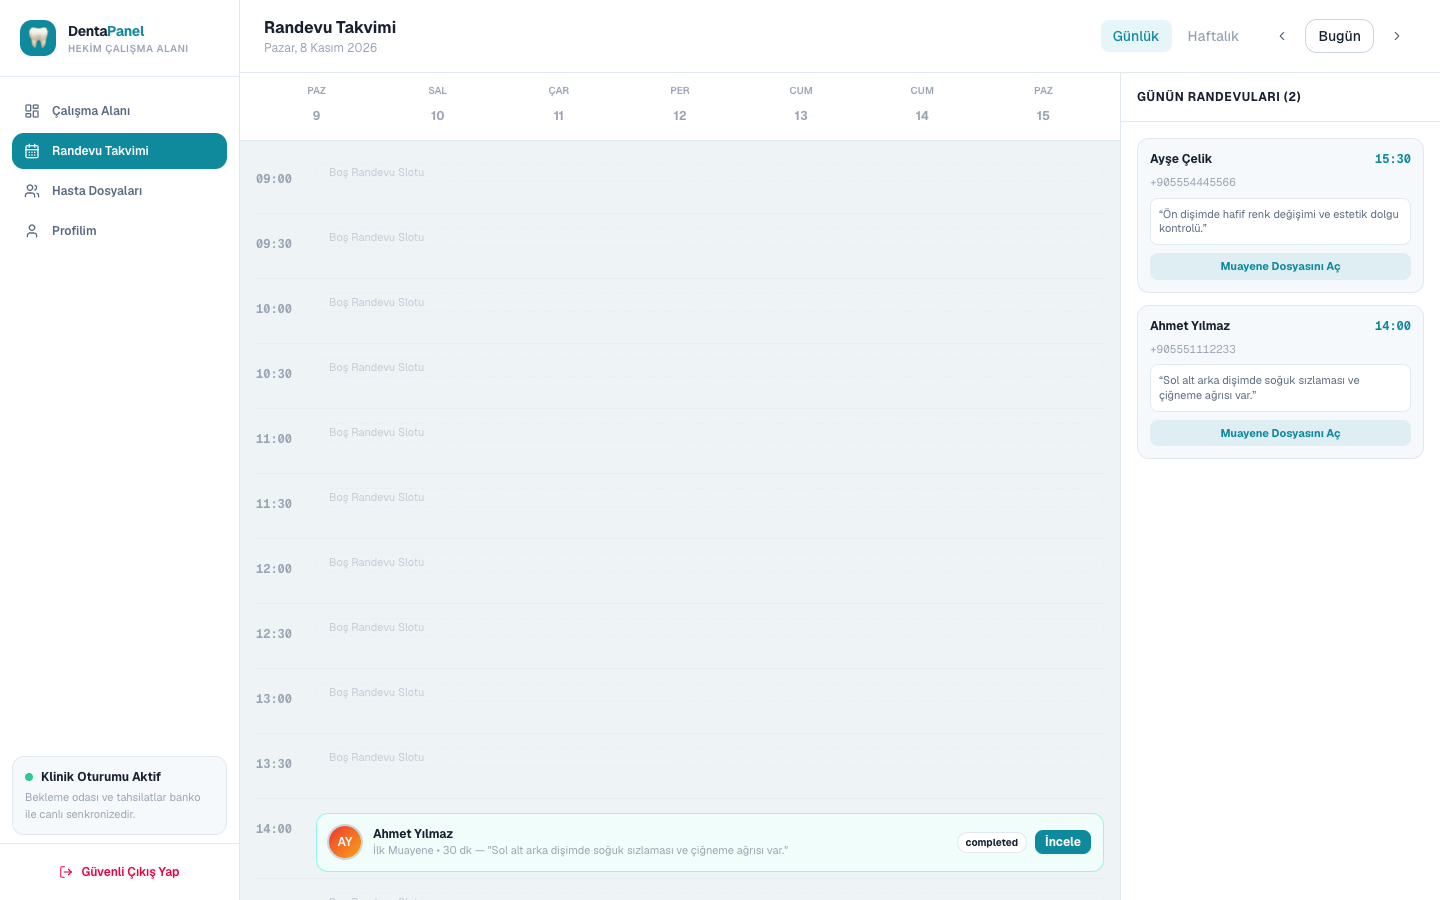 DentaPanel
HEKİM ÇALIŞMA ALANI
Çalışma Alanı
Randevu Takvimi
Hasta Dosyaları
Profilim
Klinik Oturumu Aktif
Bekleme odası ve tahsilatlar banko
ile canlı senkronizedir.
Güvenli Çıkış Yap
Randevu Takvimi
Pazar, 8 Kasım 2026
Günlük
Haftalık
Bugün
PAZ SAL ÇAR PER CUM CUM PAZ
9 10 11 12 13 14 15
09:00 Boş Randevu Slotu
09:30 Boş Randevu Slotu
10:00 Boş Randevu Slotu
10:30 Boş Randevu Slotu
11:00 Boş Randevu Slotu
11:30 Boş Randevu Slotu
12:00 Boş Randevu Slotu
12:30 Boş Randevu Slotu
13:00 Boş Randevu Slotu
13:30 Boş Randevu Slotu
14:00
AY
Ahmet Yılmaz
İlk Muayene • 30 dk — "Sol alt arka dişimde soğuk sızlaması ve çiğneme ağrısı var."
completed
İncele
GÜNÜN RANDEVULARI (2)
Ayşe Çelik 15:30
+905554445566
“Ön dişimde hafif renk değişimi ve estetik dolgu
kontrolü.”
Muayene Dosyasını Aç
Ahmet Yılmaz 14:00
+905551112233
“Sol alt arka dişimde soğuk sızlaması ve
çiğneme ağrısı var.”
Muayene Dosyasını Aç